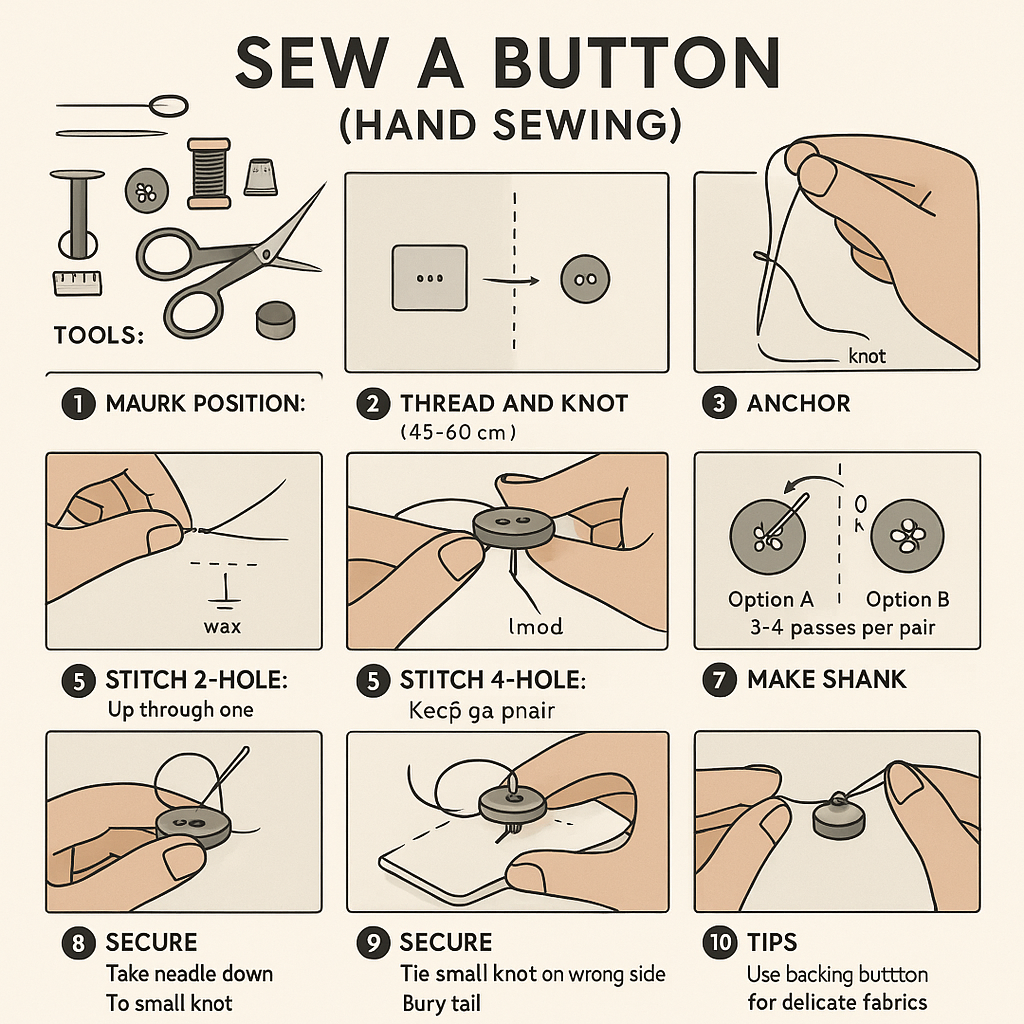 SEW A BUTTON
(HAND SEWING)
TOOLS:
knot
1 MAURK POSITION:
2 THREAD AND KNOT
(45-60 cm)
3 ANCHOR
wax
lmod
Option A
Option B
3-4 passes per pair
5 STITCH 2-HOLE:
Up through one
5 STITCH 4-HOLE:
ga pnair
7 MAKE SHANK
8 SECURE
Take neadle down
To small knot
9 SECURE
Tie small knot on wrong side
Bury tail
10 TIPS
Use backing buttton
for delicate fabrics